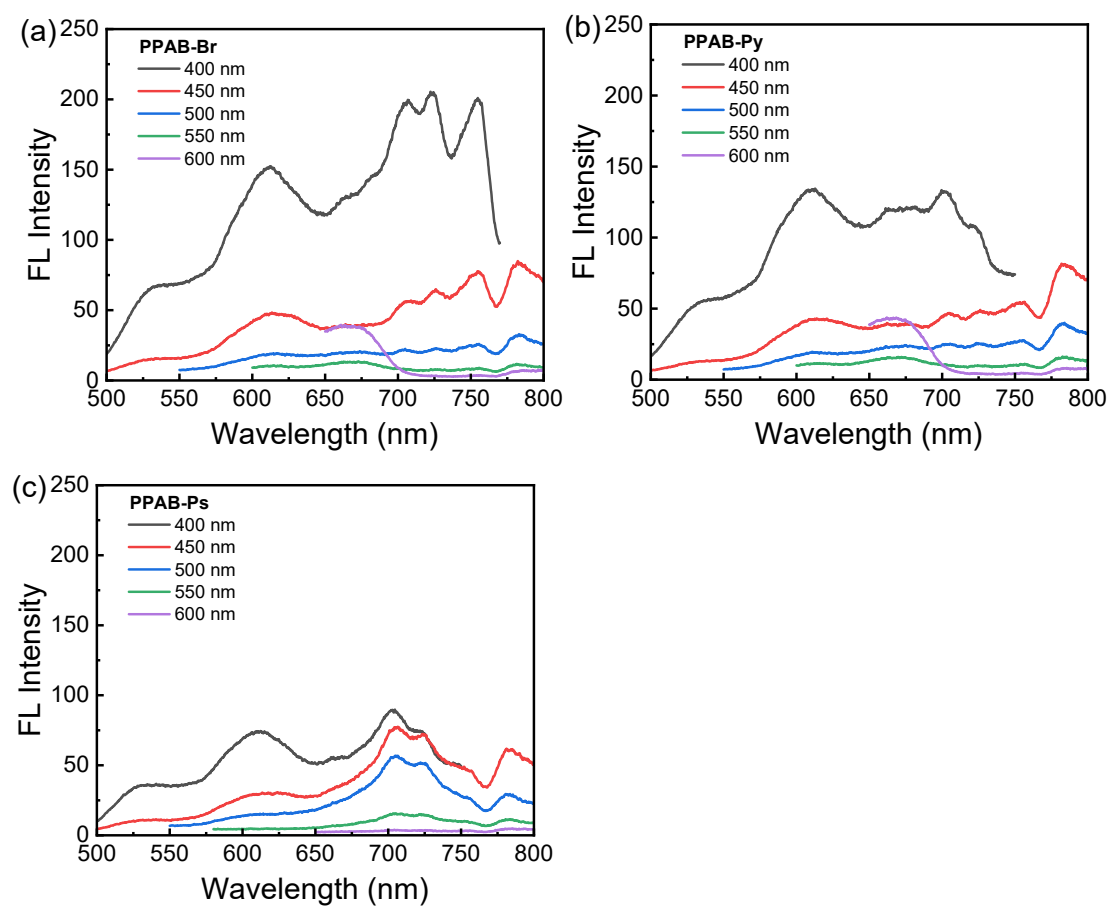 (a)
PPAB-Br
400 nm
450 nm
500 nm
550 nm
600 nm
250
200
150
100
50
0
FL Intensity
500 550 600 650 700 750 800
Wavelength (nm)
(b)
PPAB-Py
400 nm
450 nm
500 nm
550 nm
600 nm
250
200
150
100
50
0
FL Intensity
500 550 600 650 700 750 800
Wavelength (nm)
(c)
PPAB-Ps
400 nm
450 nm
500 nm
550 nm
600 nm
250
200
150
100
50
0
FL Intensity
500 550 600 650 700 750 800
Wavelength (nm)